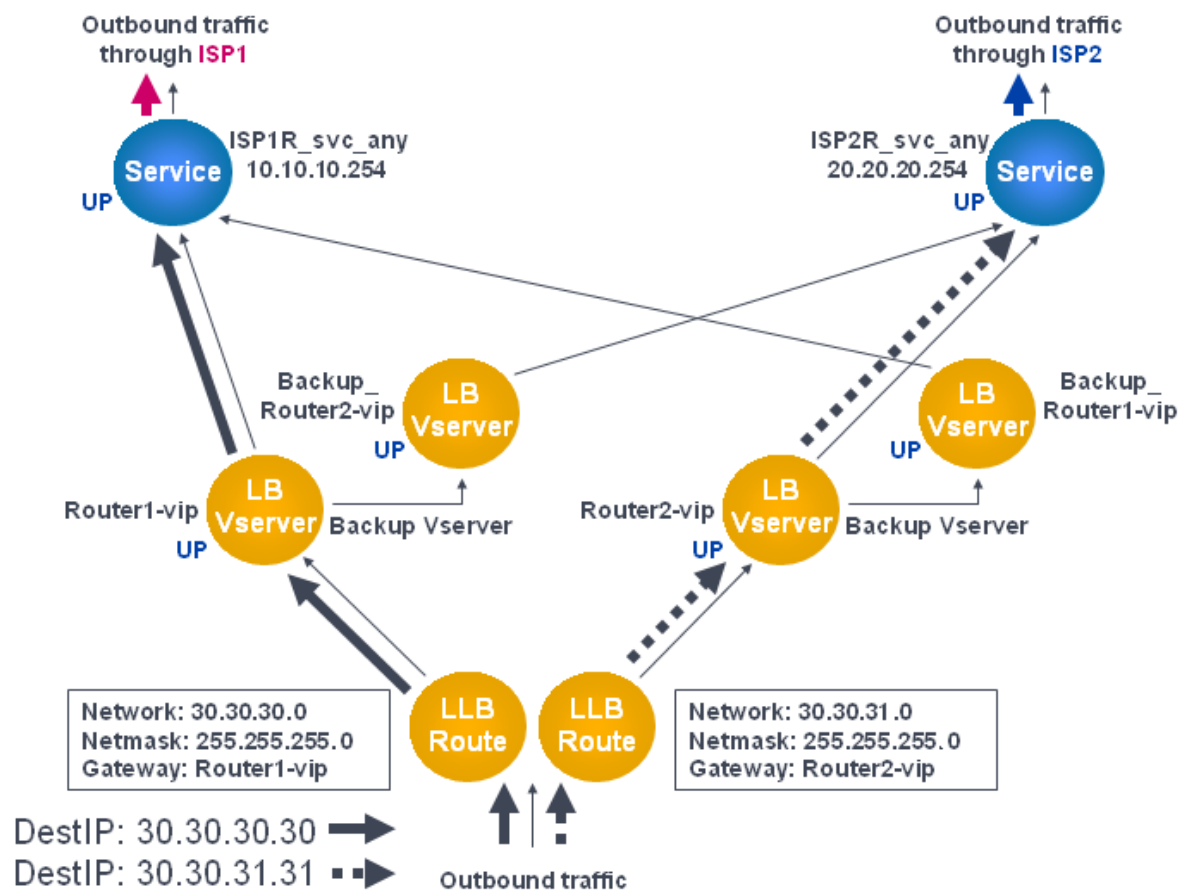 Outbound traffic
through ISP1
Outbound traffic
through ISP2
Service
ISP1R_svc_any
10.10.10.254
UP
ISP2R_svc_any
20.20.20.254
Service
UP
Backup_
Router2-vip
LB
Vserver
UP
LB
Vserver
Backup_
Router1-vip
UP
Router1-vip
LB
Vserver
UP
Backup Vserver
Router2-vip
LB
Vserver
UP
Backup Vserver
Network: 30.30.30.0
Netmask: 255.255.255.0
Gateway: Router1-vip
LLB
Route
LLB
Route
Network: 30.30.31.0
Netmask: 255.255.255.0
Gateway: Router2-vip
DestIP: 30.30.30.30
DestIP: 30.30.31.31
Outbound traffic